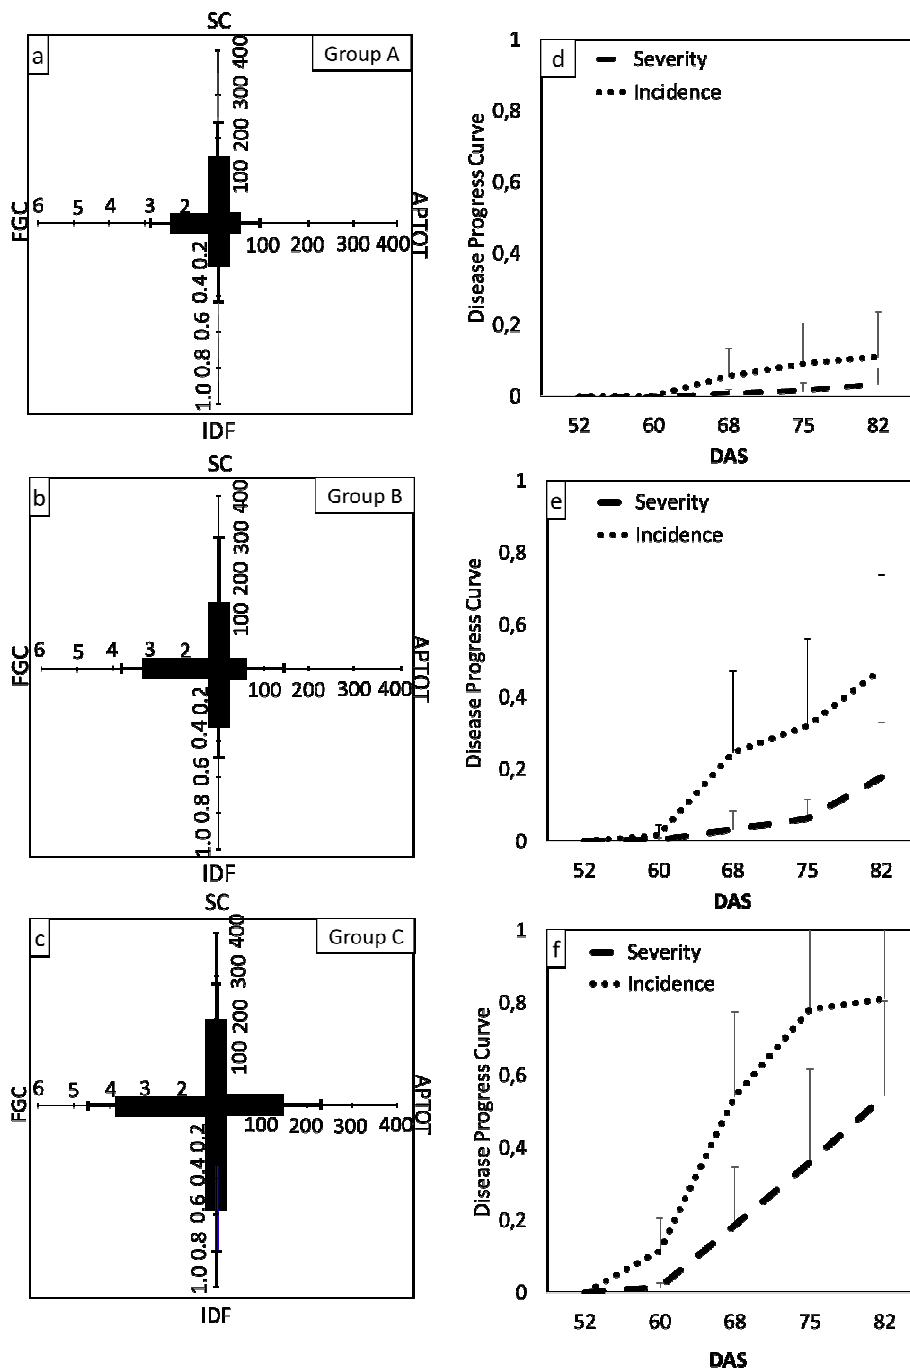 SC
a
Group A
400
300
200
100
FGC
6 5 4 3 2
APTOT
100 200 300 400
0.2
0.4
0.6
0.8
1.0
IDF
d
Severity
Incidence
Disease Progress Curve
1
0,8
0,6
0,4
0,2
0
52 60 68 75 82
DAS
SC
b
Group B
400
300
200
100
FGC
6 5 4 3 2
APTOT
100 200 300 400
0.2
0.4
0.6
0.8
1.0
IDF
e
Severity
Incidence
Disease Progress Curve
1
0,8
0,6
0,4
0,2
0
52 60 68 75 82
DAS
SC
c
Group C
400
300
200
100
FGC
6 5 4 3 2
APTOT
100 200 300 400
0.2
0.4
0.6
0.8
1.0
IDF
f
Severity
Incidence
Disease Progress Curve
1
0,8
0,6
0,4
0,2
0
52 60 68 75 82
DAS